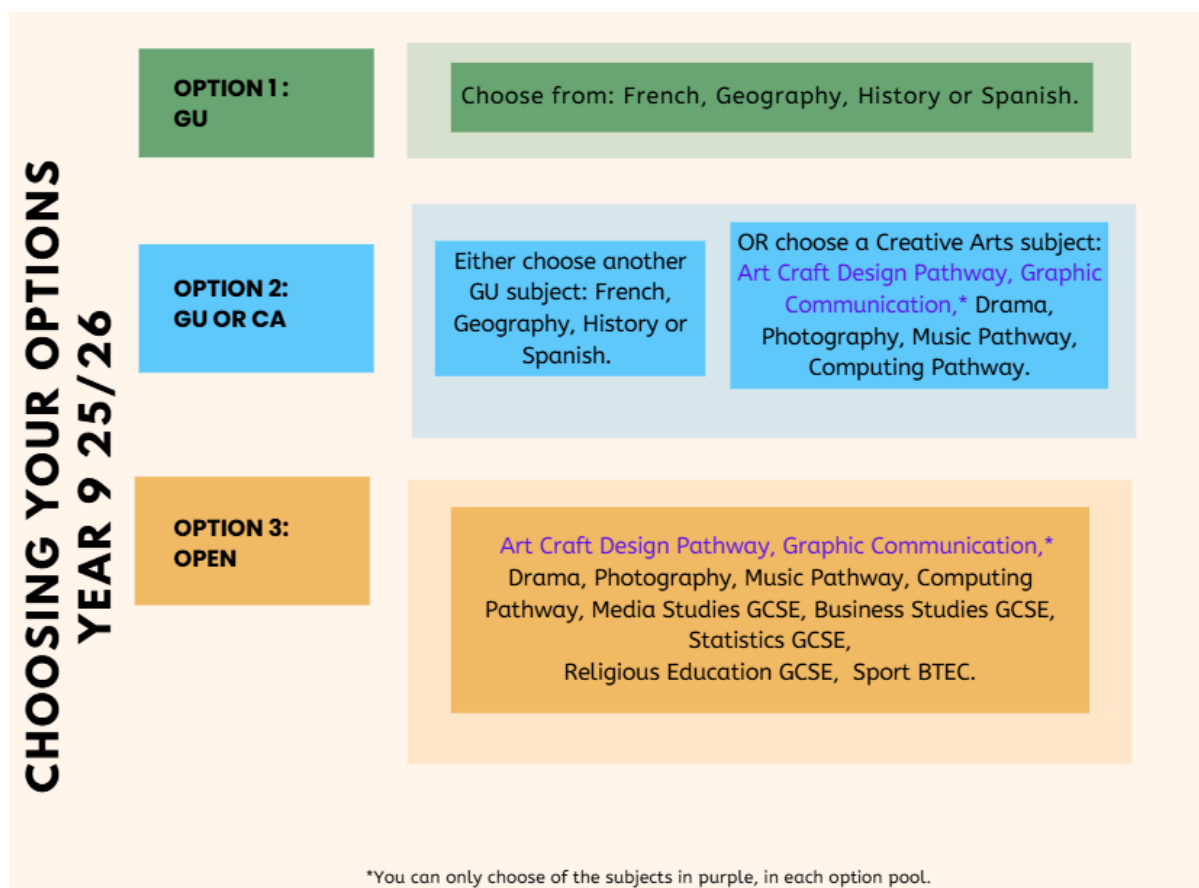 CHOOSING YOUR OPTIONS
YEAR 9 25/26
OPTION 1:
GU
Choose from: French, Geography, History or Spanish.
OPTION 2:
GU OR CA
Either choose another
GU subject: French,
Geography, History or
Spanish.
OR choose a Creative Arts subject:
Art Craft Design Pathway, Graphic
Communication,* Drama,
Photography, Music Pathway,
Computing Pathway.
OPTION 3:
OPEN
Art Craft Design Pathway, Graphic Communication,*
Drama, Photography, Music Pathway, Computing
Pathway, Media Studies GCSE, Business Studies GCSE,
Statistics GCSE,
Religious Education GCSE, Sport BTEC.
*You can only choose of the subjects in purple, in each option pool.